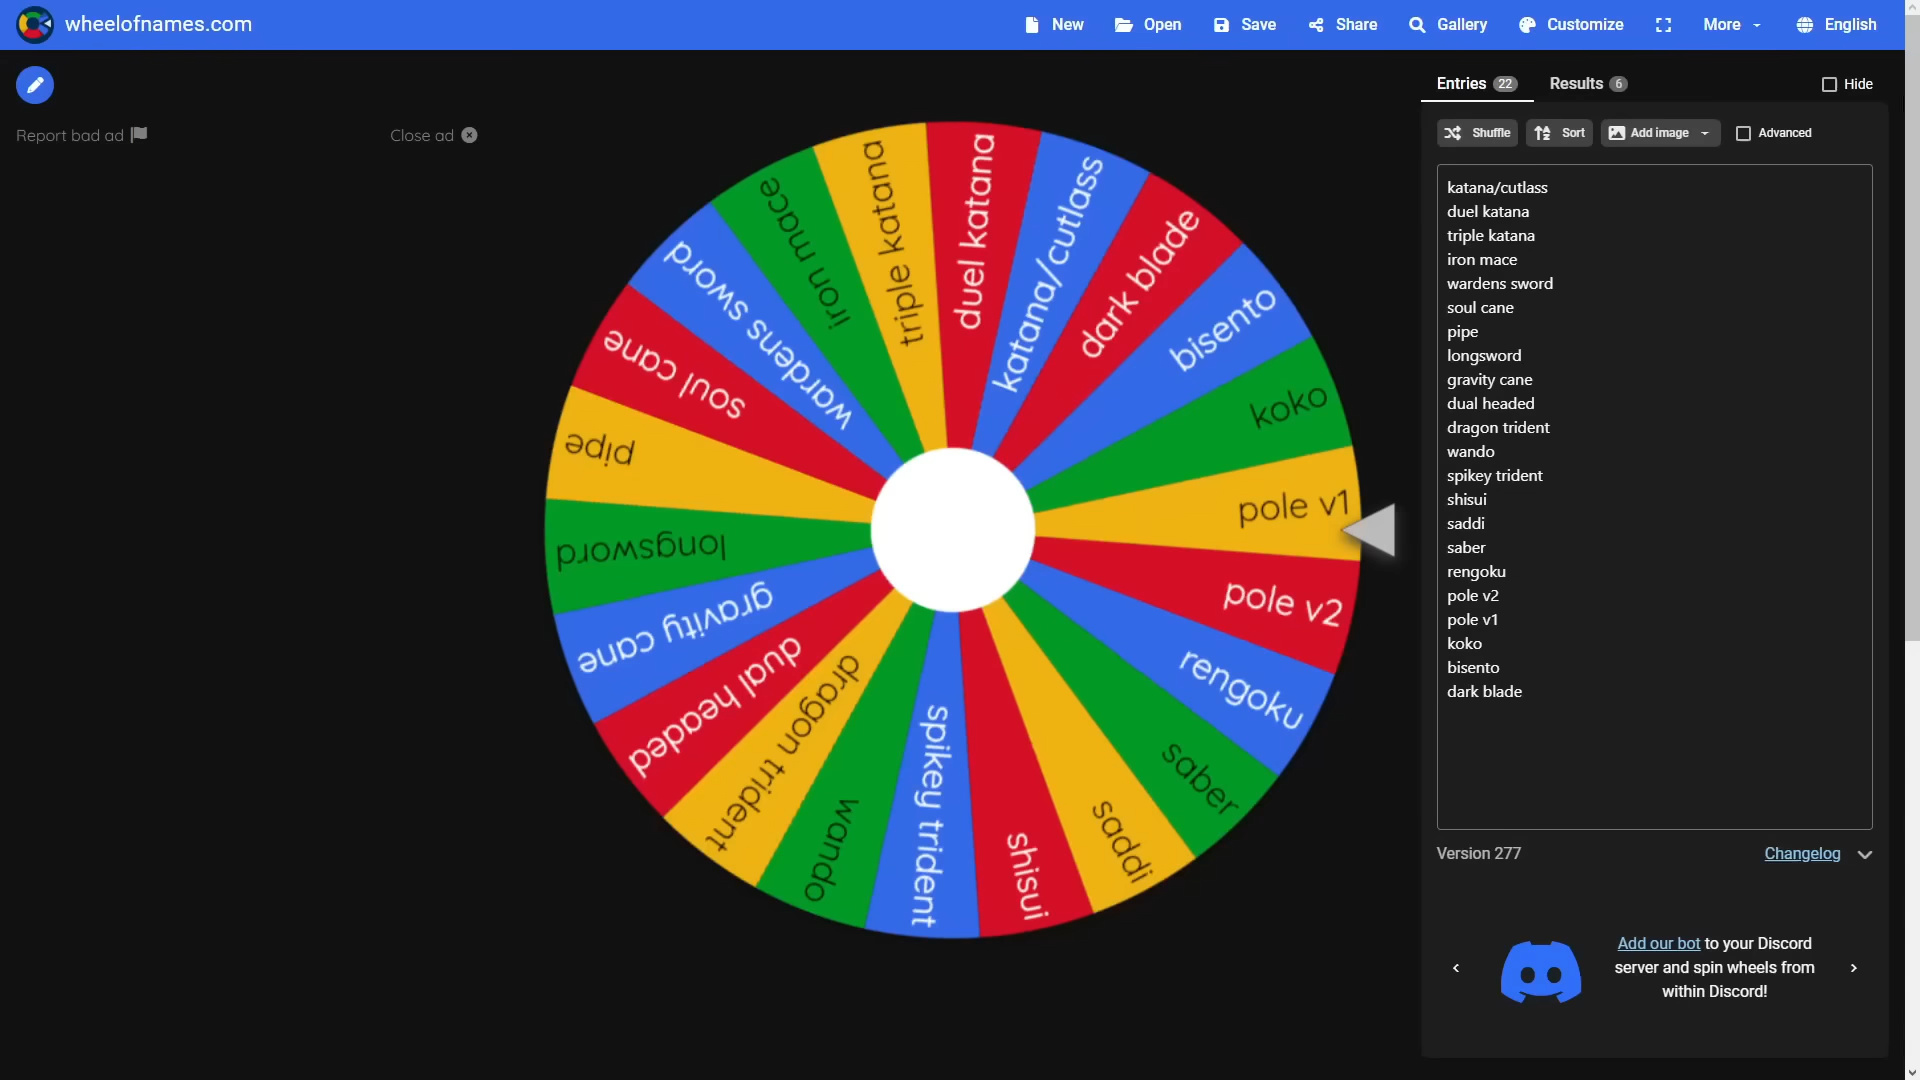 wheelofnames.com
New
Open
Save
Share
Gallery
Customize
More
English
Report bad ad
Close ad
Entries 22
Results 6
Hide
Shuffle
Sort
Add image
Advanced
katana/cutlass
duel katana
triple katana
iron mace
wardens sword
soul cane
pipe
longsword
gravity cane
dual headed
dragon trident
wando
spikey trident
shisui
saddi
saber
rengoku
pole v2
pole v1
koko
bisento
dark blade
katana/cutlass
duel katana
triple katana
iron mace
wardens sword
soul cane
pipe
longsword
gravity cane
dual headed
dragon trident
wando
spikey trident
shisui
saddi
saber
rengoku
pole v2
pole v1
koko
bisento
dark blade
Version 277
Changelog
Add our bot to your Discord
server and spin wheels from
within Discord!